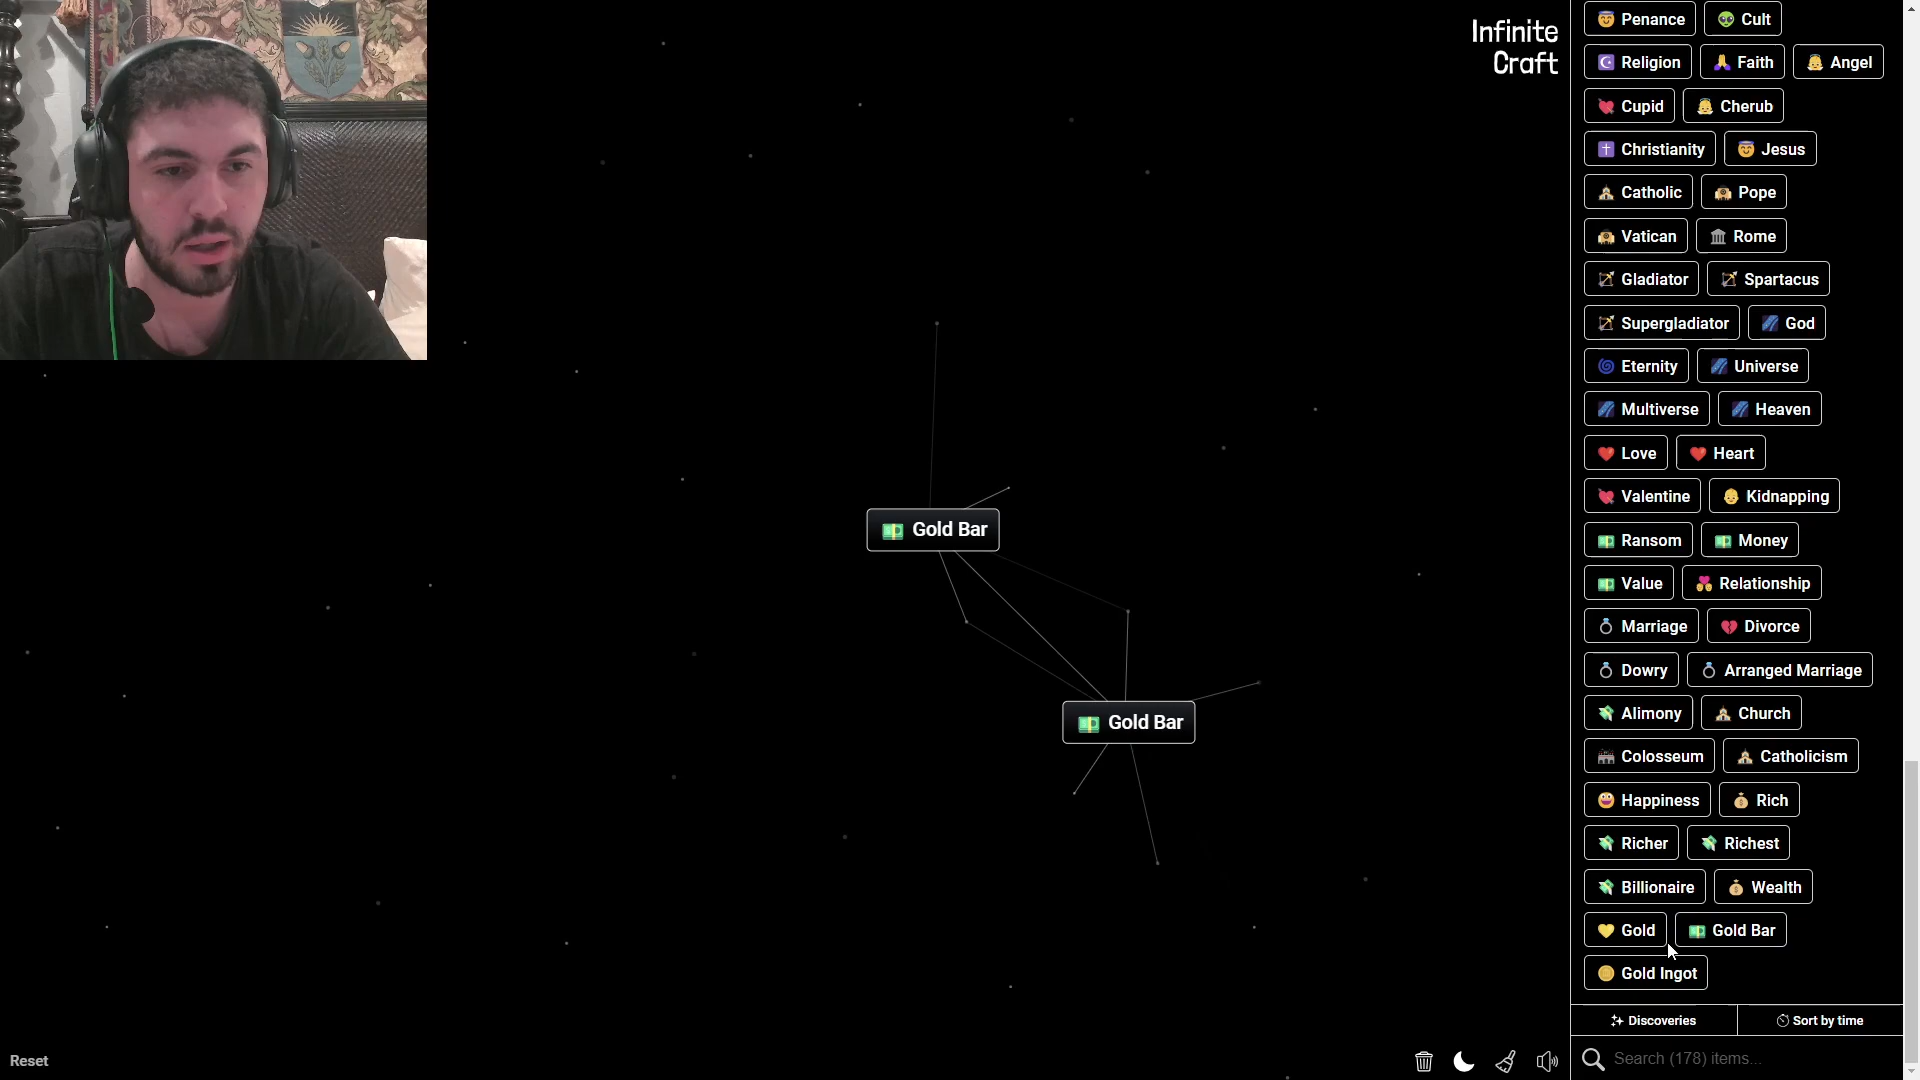 Infinite
Craft
Gold Bar
Gold Bar
Reset
Penance Cult
Religion Faith Angel
Cupid Cherub
Christianity Jesus
Catholic Pope
Vatican Rome
Gladiator Spartacus
Supergladiator God
Eternity Universe
Multiverse Heaven
Love Heart
Valentine Kidnapping
Ransom Money
Value Relationship
Marriage Divorce
Dowry Arranged Marriage
Alimony Church
Colosseum Catholicism
Happiness Rich
Richer Richest
Billionaire Wealth
Gold Gold Bar
Gold Ingot
Discoveries Sort by time
Search (178) items...